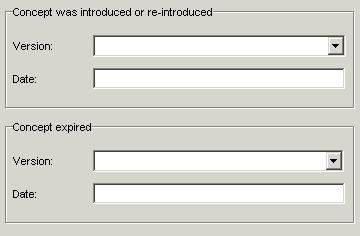 Concept was introduced or re-introduced
Version:
Date:
Concept expired
Version:
Date: